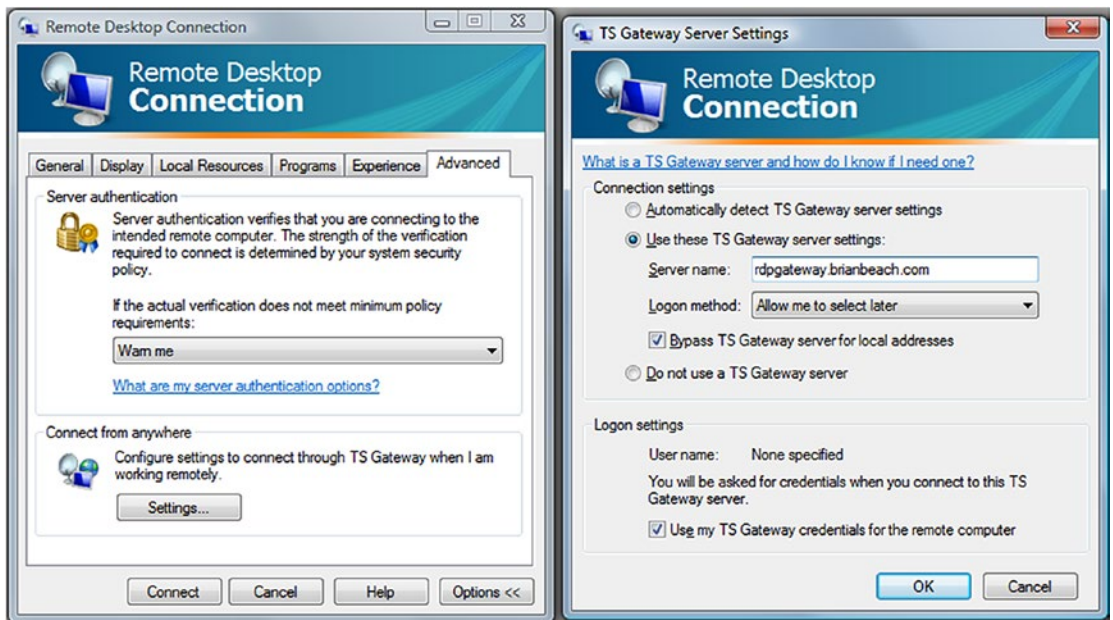 Remote Desktop Connection
Remote Desktop
Connection
General
Display
Local Resources
Programs
Experience
Advanced
Server authentication
Server authentication verifies that you are connecting to the
intended remote computer. The strength of the verification
required to connect is determined by your system security
policy.
If the actual verification does not meet minimum policy
requirements:
Warn me
What are my server authentication options?
Connect from anywhere
Configure settings to connect through TS Gateway when I am
working remotely.
Settings...
Connect
Cancel
Help
Options <<
TS Gateway Server Settings
Remote Desktop
Connection
What is a TS Gateway server and how do I know if I need one?
Connection settings
Automatically detect TS Gateway server settings
Use these TS Gateway server settings:
Server name: rdpgateway.brianbeach.com
Logon method: Allow me to select later
Bypass TS Gateway server for local addresses
Do not use a TS Gateway server
Logon settings
User name: None specified
You will be asked for credentials when you connect to this TS
Gateway server.
Use my TS Gateway credentials for the remote computer
OK
Cancel